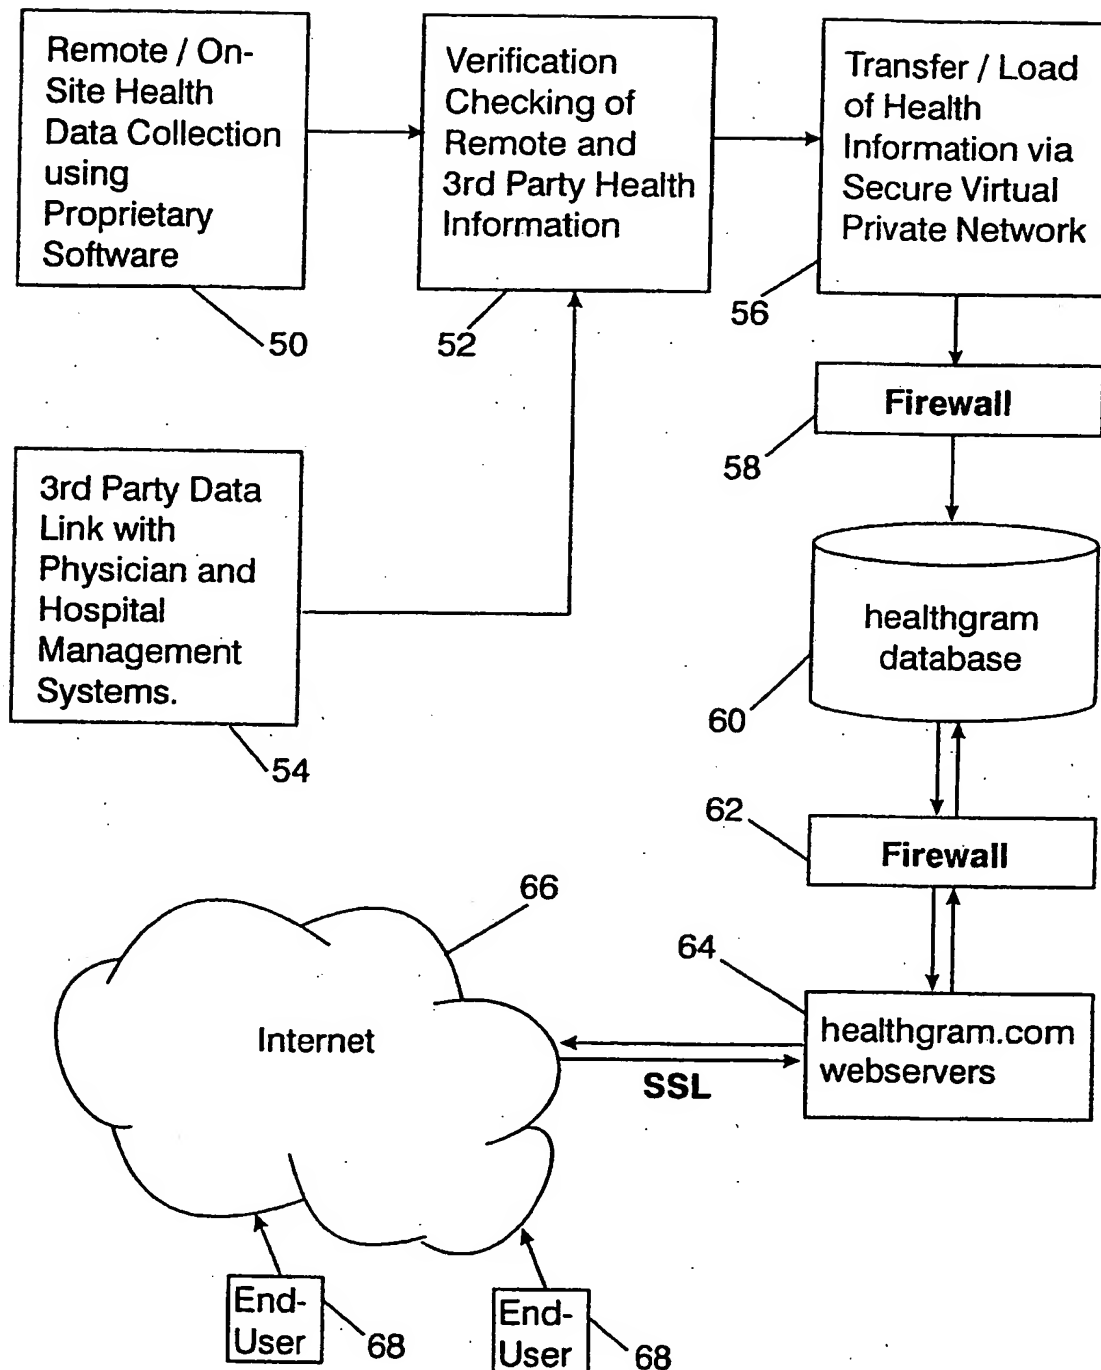 Remote / On-
Site Health
Data Collection
using
Proprietary
Software
50
Verification
Checking of
Remote and
3rd Party Health
Information
52
Transfer / Load
of Health
Information via
Secure Virtual
Private Network
56
Firewall
58
3rd Party Data
Link with
Physician and
Hospital
Management
Systems.
54
healthgram
database
60
62
Firewall
66
64
Internet
healthgram.com
webservers
SSL
End-
User
68
End-
User
68